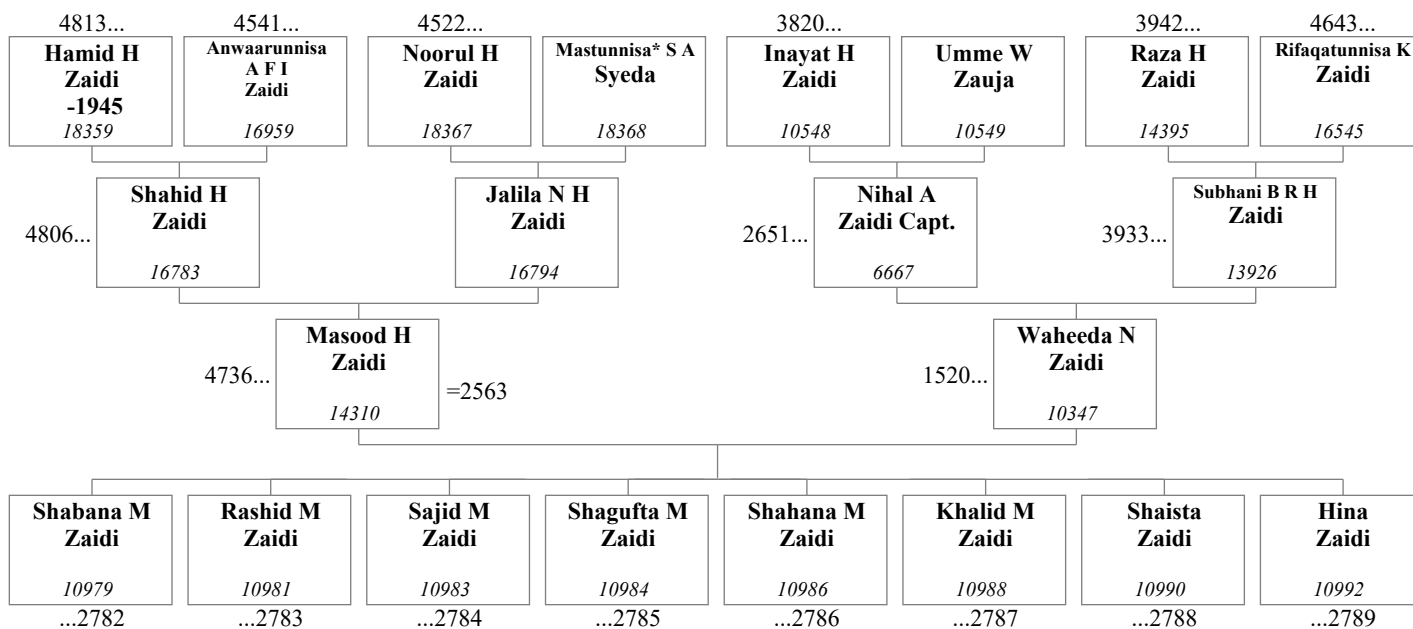 4813...
4541...
4522...
3820...
3942...
4643...
Hamid H
Zaidi
-1945
18359
Anwaarunnisa
A F I
Zaidi
16959
Noorul H
Zaidi
18367
Mastunnisa* S A
Syeda
18368
Inayat H
Zaidi
10548
Umme W
Zauja
10549
Raza H
Zaidi
14395
Rifaqatunnisa K
Zaidi
16545
4806...
Shahid H
Zaidi
16783
Jalila N H
Zaidi
16794
2651...
Nihal A
Zaidi Capt.
6667
3933...
Subhani B R H
Zaidi
13926
4736...
Masood H
Zaidi
14310
=2563
1520...
Waheeda N
Zaidi
10347
Shabana M
Zaidi
10979
...2782
Rashid M
Zaidi
10981
...2783
Sajid M
Zaidi
10983
...2784
Shagufta M
Zaidi
10984
...2785
Shahana M
Zaidi
10986
...2786
Khalid M
Zaidi
10988
...2787
Shaista
Zaidi
10990
...2788
Hina
Zaidi
10992
...2789